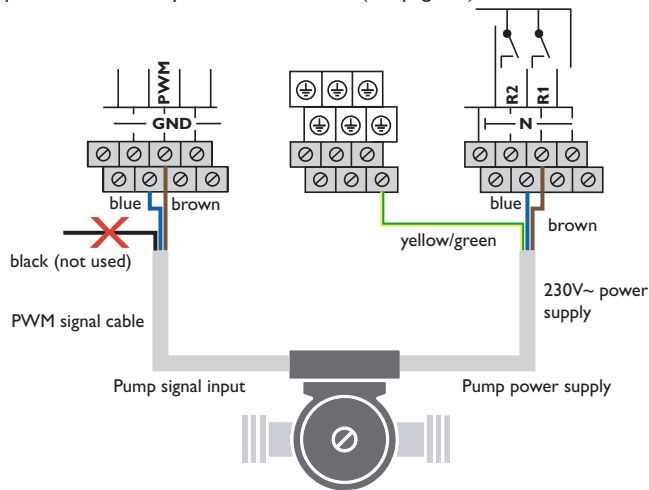 PWM
GND
R2
R1
N
blue
brown
black (not used)
yellow/green
blue
brown
PWM signal cable
230V~ power
supply
Pump signal input
Pump power supply